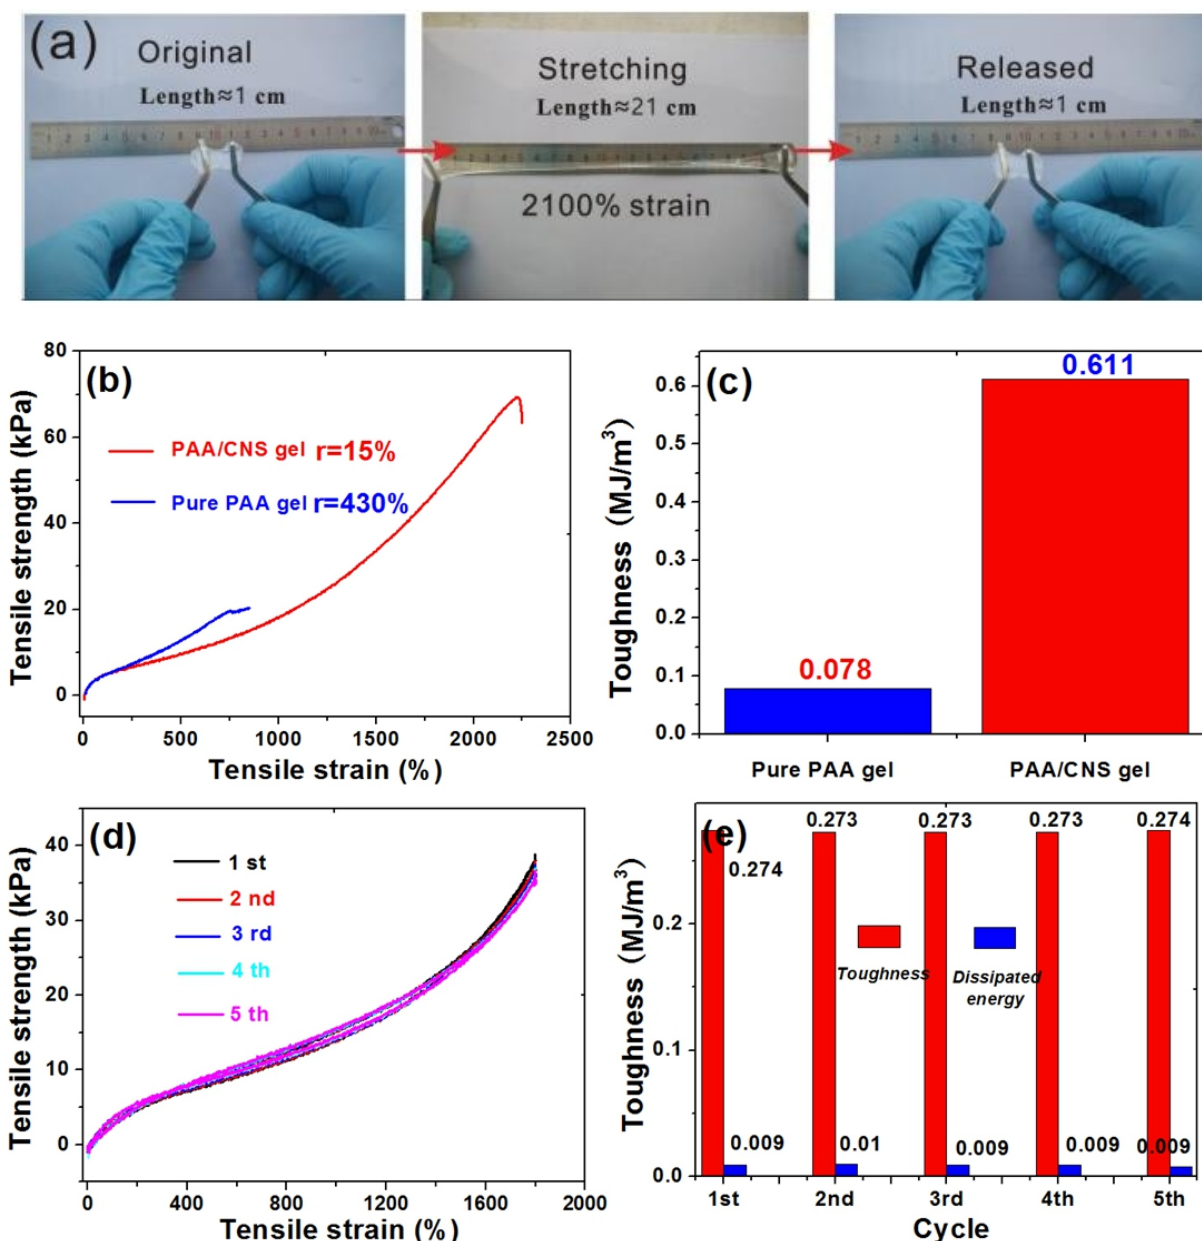 (a)
Original
Length≈1 cm
Stretching
Length≈21 cm
2100% strain
Released
Length≈1 cm
(b)
Tensile strength (kPa)
80
60
40
20
0
PAA/CNS gel r=15%
Pure PAA gel r=430%
0 500 1000 1500 2000 2500
Tensile strain (%)
(c)
Toughness (MJ/m³)
0.6
0.5
0.4
0.3
0.2
0.1
0.0
0.611
0.078
Pure PAA gel PAA/CNS gel
(d)
Tensile strength (kPa)
40
30
20
10
0
1 st
2 nd
3 rd
4 th
5 th
0 400 800 1200 1600 2000
Tensile strain (%)
(e)
Toughness (MJ/m³)
0.2
0.1
0.0
0.273 0.273 0.273 0.274
0.274
Toughness
Dissipated
energy
0.009 0.01 0.009 0.009 0.009
1st 2nd 3rd 4th 5th
Cycle